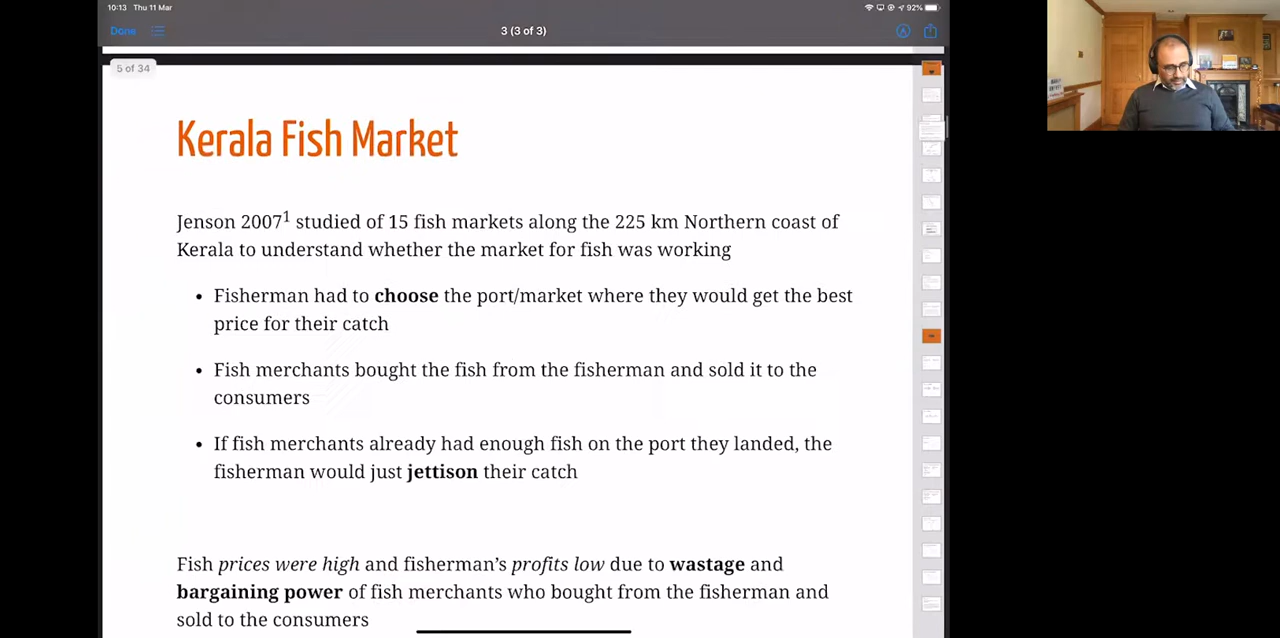 10:13 Thu 11 Mar
92%
Done
3 (3 of 3)
5 of 34
Kerala Fish Market
Jenson 2007¹ studied of 15 fish markets along the 225 km Northern coast of
Kerala to understand whether the market for fish was working
• Fisherman had to choose the port/market where they would get the best
price for their catch
• Fish merchants bought the fish from the fisherman and sold it to the
consumers
• If fish merchants already had enough fish on the port they landed, the
fisherman would just jettison their catch
Fish prices were high and fisherman's profits low due to wastage and
bargaining power of fish merchants who bought from the fisherman and
sold to the consumers